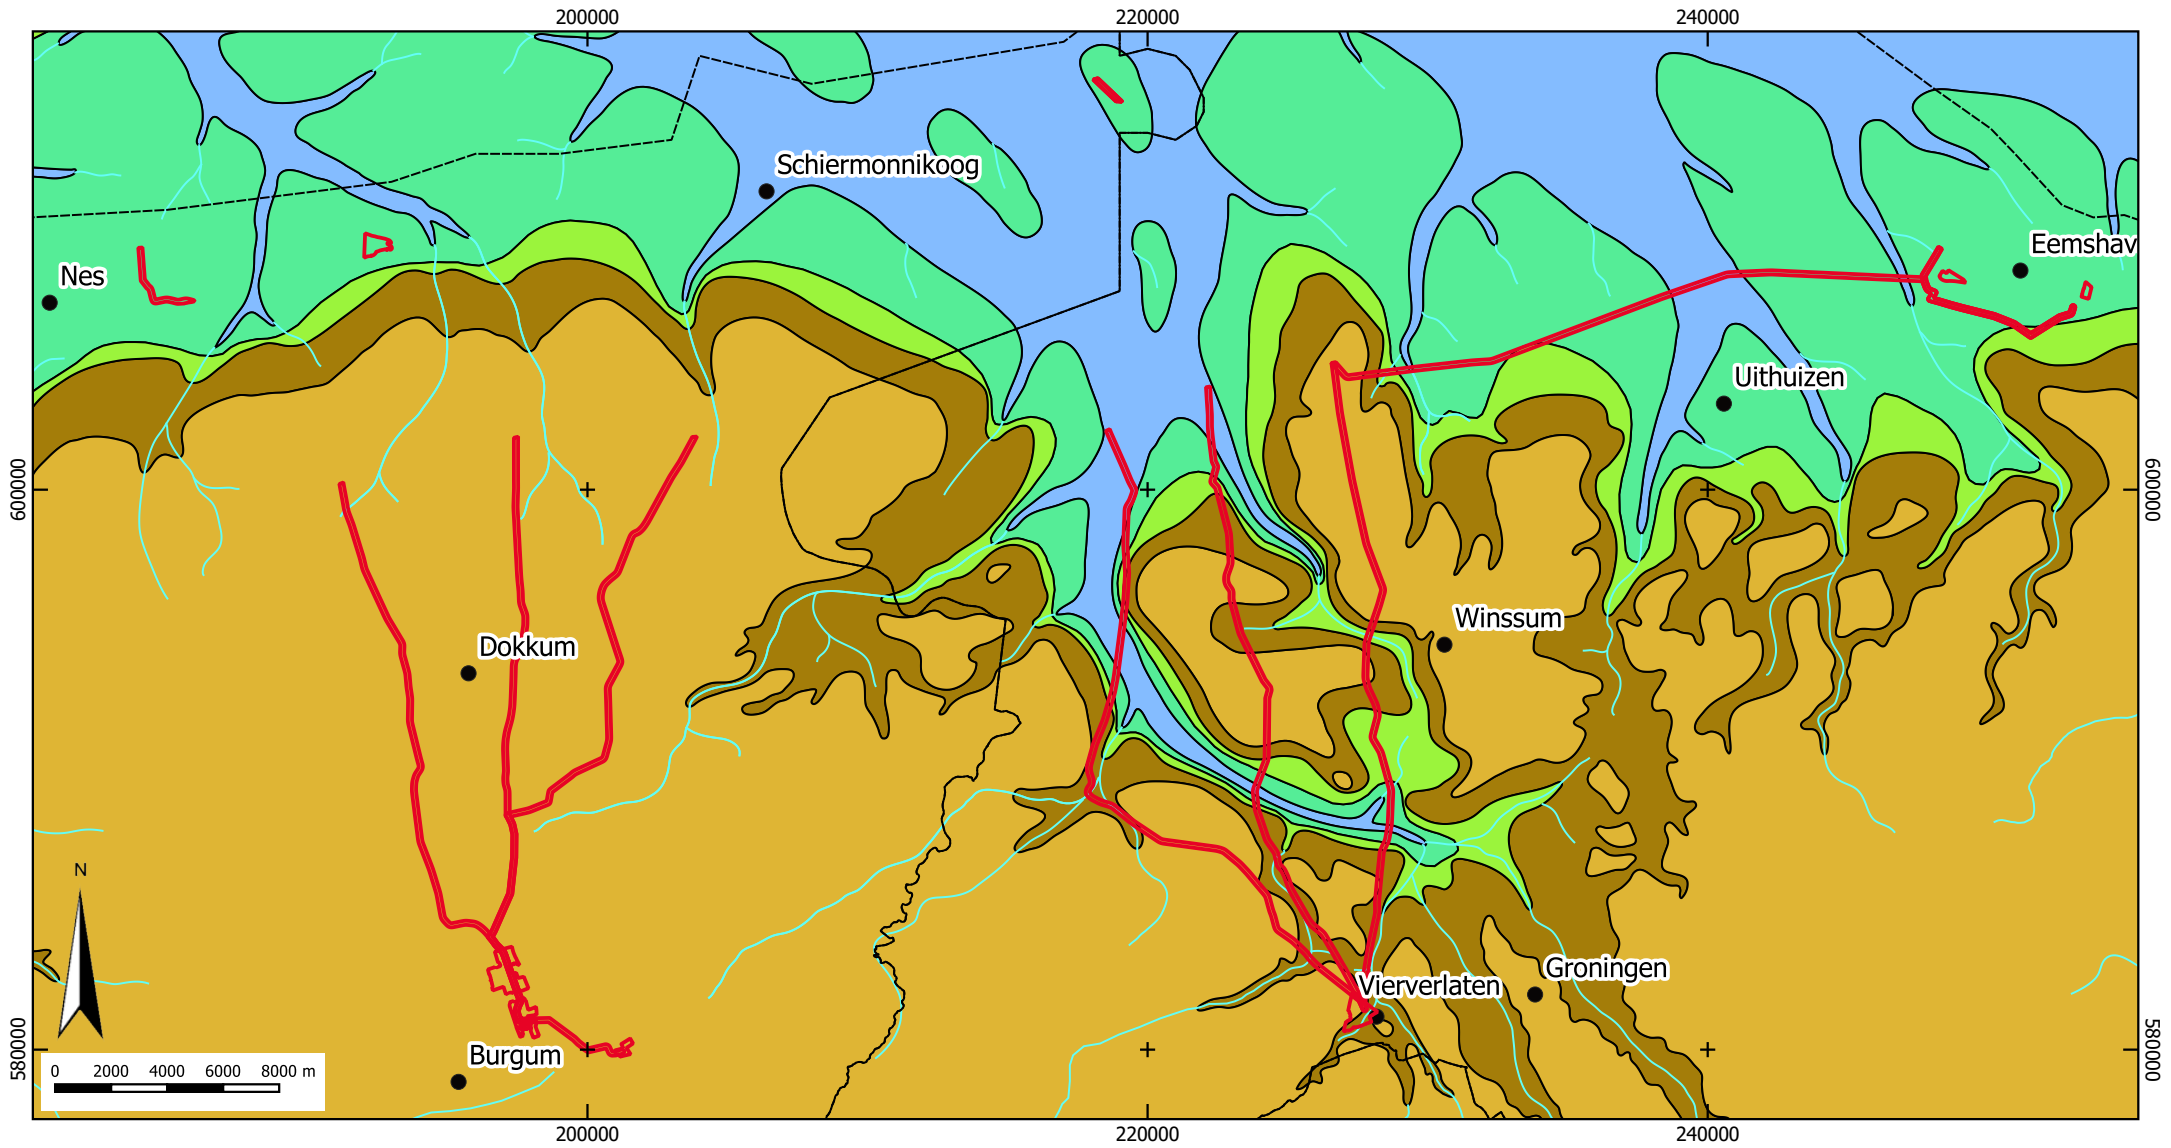 200000 220000 240000
Schiermonnikoog
Eemshav
Nes
Uithuizen
600000 600000
Winssum
Dokkum
N
Groningen
Vierverlaten
580000 580000
Burgum
0 2000 4000 6000 8000 m
200000 220000 240000